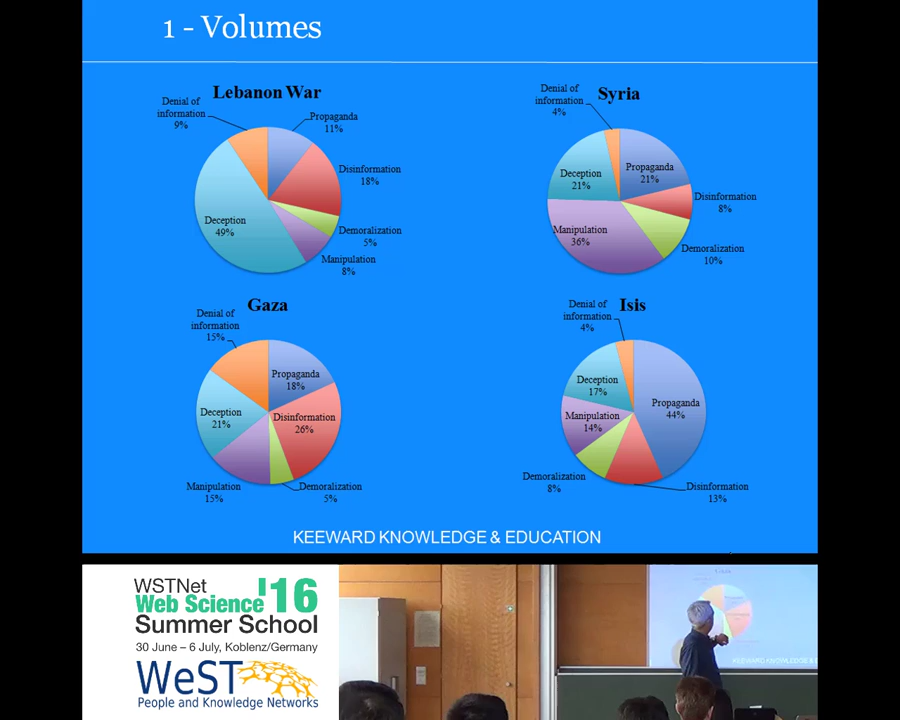 1 - Volumes
Lebanon War
Denial of
information
9%
Propaganda
11%
Disinformation
18%
Demoralization
5%
Manipulation
8%
Deception
49%
Syria
Denial of
information
4%
Propaganda
21%
Disinformation
8%
Demoralization
10%
Manipulation
36%
Deception
21%
Gaza
Denial of
information
15%
Propaganda
18%
Disinformation
26%
Demoralization
5%
Manipulation
15%
Deception
21%
Isis
Denial of
information
4%
Propaganda
44%
Disinformation
13%
Demoralization
8%
Manipulation
14%
Deception
17%
KEEWARD KNOWLEDGE & EDUCATION
WSTNet
Web Science '16
Summer School
30 June – 6 July, Koblenz/Germany
WeST
People and Knowledge Networks
KEEWARD KNOWLEDGE & E